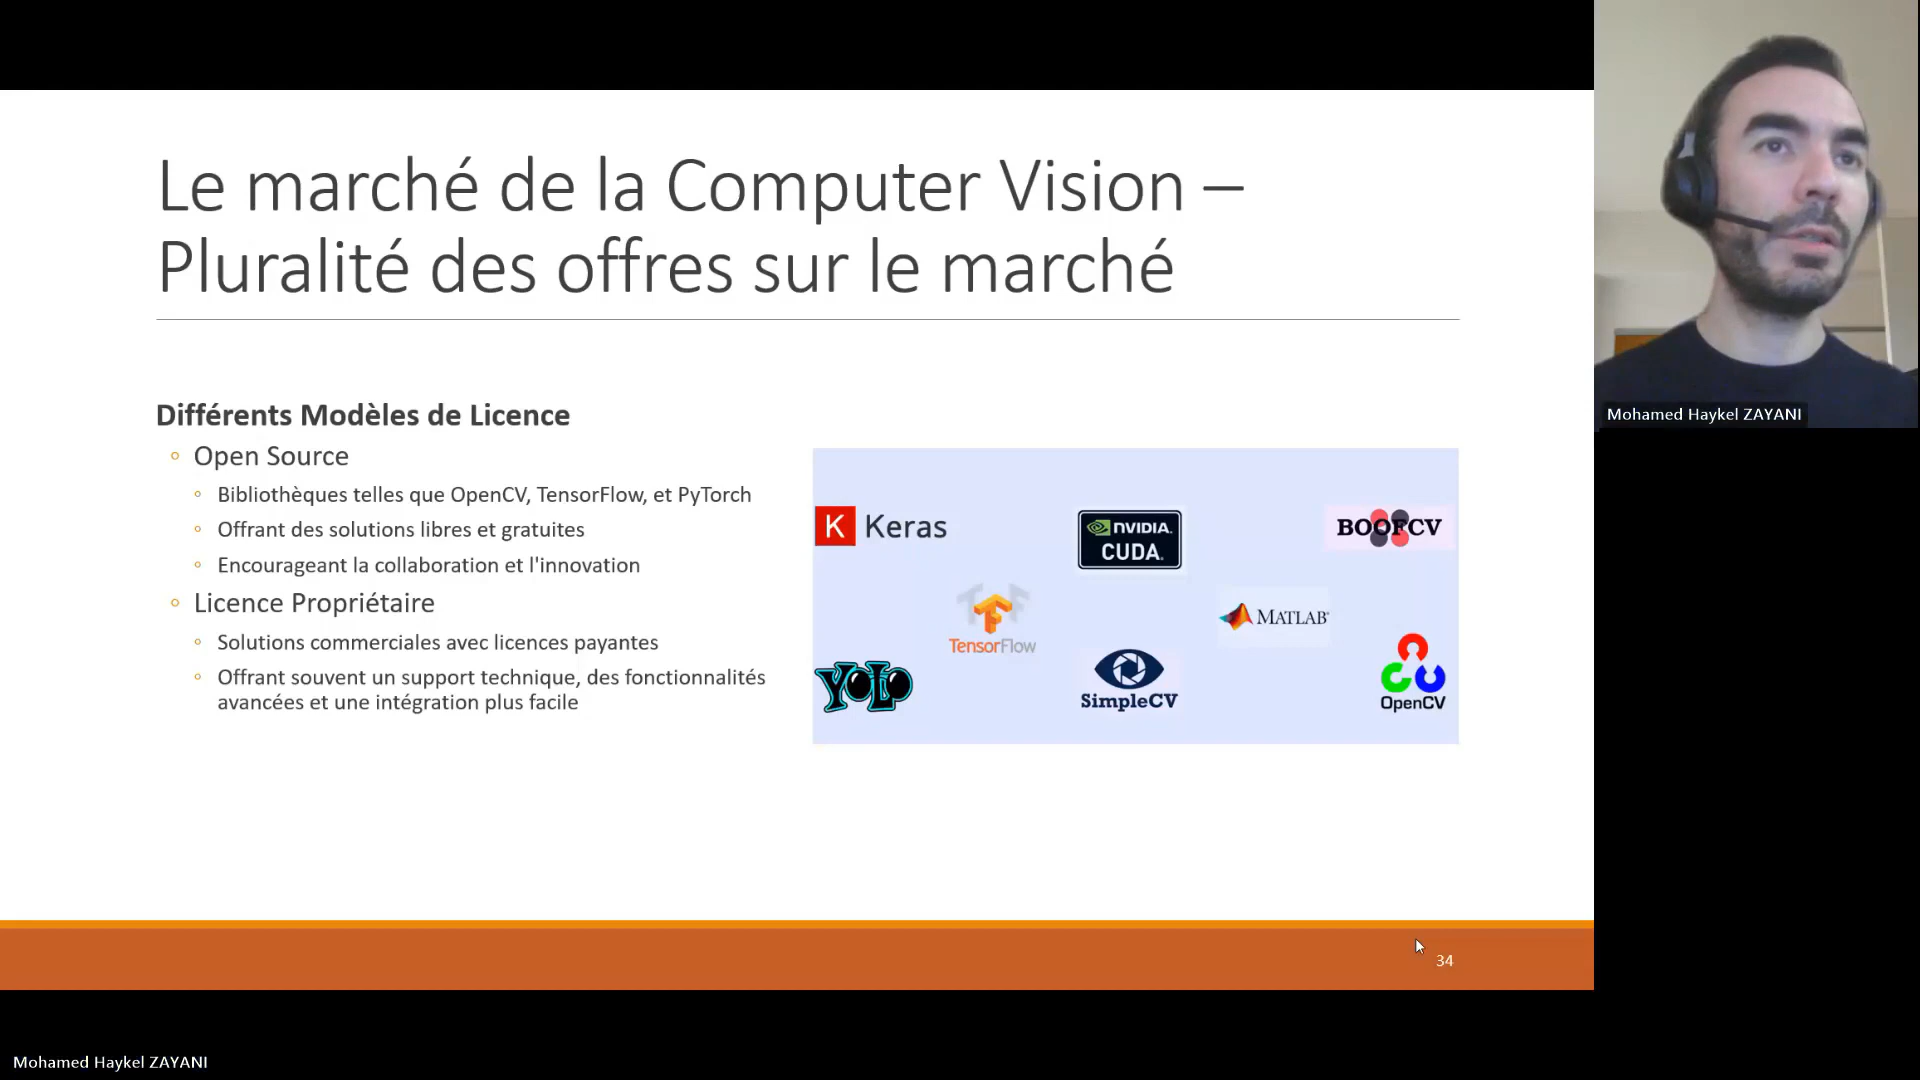 Le marché de la Computer Vision –
Pluralité des offres sur le marché
Différents Modèles de Licence
Open Source
Bibliothèques telles que OpenCV, TensorFlow, et PyTorch
Offrant des solutions libres et gratuites
Encourageant la collaboration et l'innovation
Licence Propriétaire
Solutions commerciales avec licences payantes
Offrant souvent un support technique, des fonctionnalités
avancées et une intégration plus facile
K Keras
NVIDIA.
CUDA.
BOOFCV
TensorFlow
MATLAB®
YOLO
SimpleCV
OpenCV
34
Mohamed Haykel ZAYANI
Mohamed Haykel ZAYANI